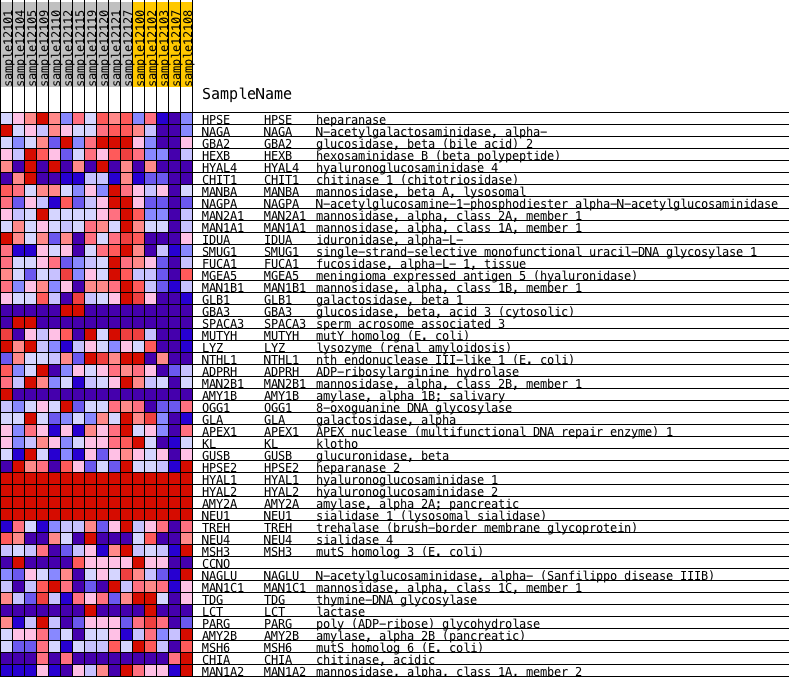 sample12101
sample12104
sample12105
sample12109
sample12110
sample12112
sample12115
sample12119
sample12120
sample12121
sample12127
sample12100
sample12102
sample12103
sample12107
sample12108
SampleName
HPSE HPSE heparanase
NAGA NAGA N-acetylgalactosaminidase, alpha-
GBA2 GBA2 glucosidase, beta (bile acid) 2
HEXB HEXB hexosaminidase B (beta polypeptide)
HYAL4 HYAL4 hyaluronoglucosaminidase 4
CHIT1 CHIT1 chitinase 1 (chitotriosidase)
MANBA MANBA mannosidase, beta A, lysosomal
NAGPA NAGPA N-acetylglucosamine-1-phosphodiester alpha-N-acetylglucosaminidase
MAN2A1 MAN2A1 mannosidase, alpha, class 2A, member 1
MAN1A1 MAN1A1 mannosidase, alpha, class 1A, member 1
IDUA IDUA iduronidase, alpha-L-
SMUG1 SMUG1 single-strand-selective monofunctional uracil-DNA glycosylase 1
FUCA1 FUCA1 fucosidase, alpha-L- 1, tissue
MGEA5 MGEA5 meningioma expressed antigen 5 (hyaluronidase)
MAN1B1 MAN1B1 mannosidase, alpha, class 1B, member 1
GLB1 GLB1 galactosidase, beta 1
GBA3 GBA3 glucosidase, beta, acid 3 (cytosolic)
SPACA3 SPACA3 sperm acrosome associated 3
MUTYH MUTYH mutY homolog (E. coli)
LYZ LYZ lysozyme (renal amyloidosis)
NTHL1 NTHL1 nth endonuclease III-like 1 (E. coli)
ADPRH ADPRH ADP-ribosylarginine hydrolase
MAN2B1 MAN2B1 mannosidase, alpha, class 2B, member 1
AMY1B AMY1B amylase, alpha 1B; salivary
OGG1 OGG1 8-oxoguanine DNA glycosylase
GLA GLA galactosidase, alpha
APEX1 APEX1 APEX nuclease (multifunctional DNA repair enzyme) 1
KL KL klotho
GUSB GUSB glucuronidase, beta
HPSE2 HPSE2 heparanase 2
HYAL1 HYAL1 hyaluronoglucosaminidase 1
HYAL2 HYAL2 hyaluronoglucosaminidase 2
AMY2A AMY2A amylase, alpha 2A; pancreatic
NEU1 NEU1 sialidase 1 (lysosomal sialidase)
TREH TREH trehalase (brush-border membrane glycoprotein)
NEU4 NEU4 sialidase 4
MSH3 MSH3 mutS homolog 3 (E. coli)
CCNO
NAGLU NAGLU N-acetylglucosaminidase, alpha- (Sanfilippo disease IIIB)
MAN1C1 MAN1C1 mannosidase, alpha, class 1C, member 1
TDG TDG thymine-DNA glycosylase
LCT LCT lactase
PARG PARG poly (ADP-ribose) glycohydrolase
AMY2B AMY2B amylase, alpha 2B (pancreatic)
MSH6 MSH6 mutS homolog 6 (E. coli)
CHIA CHIA chitinase, acidic
MAN1A2 MAN1A2 mannosidase, alpha, class 1A, member 2